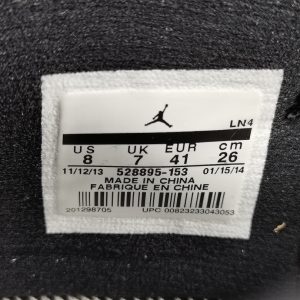 LN4
US UK EUR cm
8 7 41 26
11/12/13 528895-153 01/15/14
MADE IN CHINA
FABRIQUE EN CHINE
201298705 UPC 00823233043053